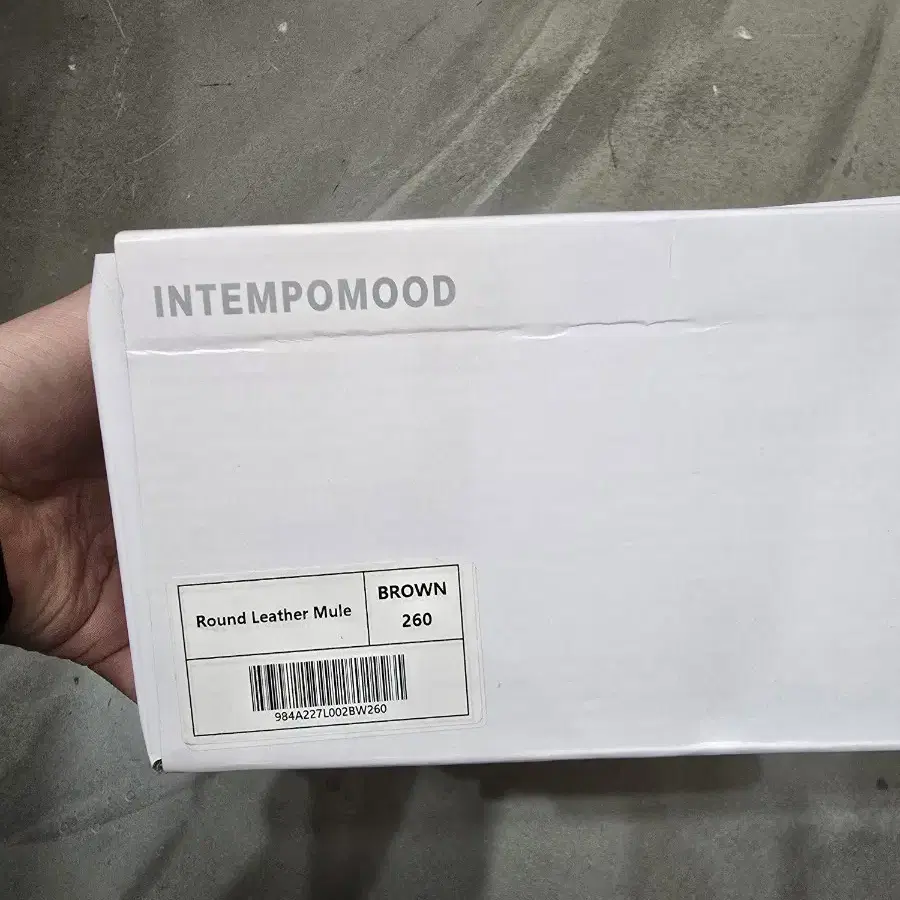 INTEMPOMOOD
Round Leather Mule
BROWN
260
984A227L002BW260